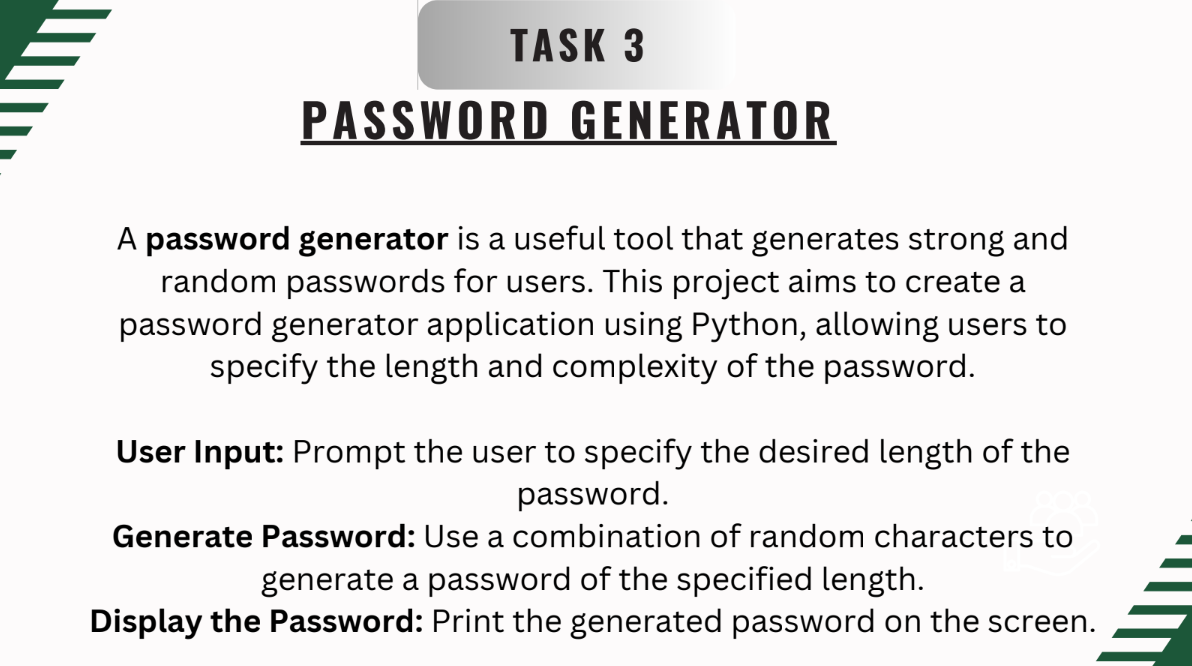 TASK 3
PASSWORD GENERATOR
A password generator is a useful tool that generates strong and
random passwords for users. This project aims to create a
password generator application using Python, allowing users to
specify the length and complexity of the password.
User Input: Prompt the user to specify the desired length of the
password.
Generate Password: Use a combination of random characters to
generate a password of the specified length.
Display the Password: Print the generated password on the screen.